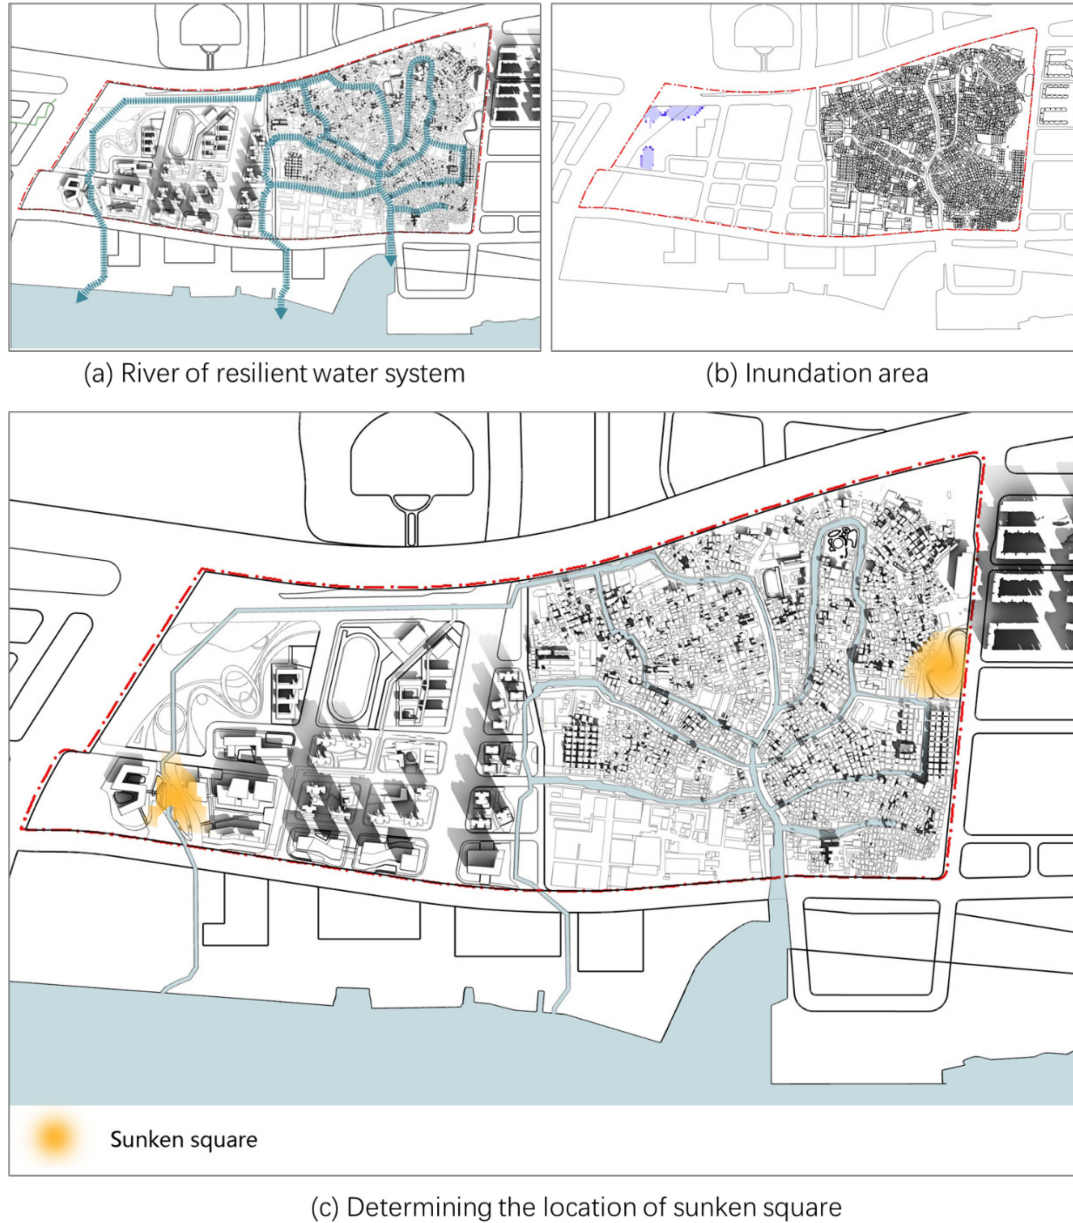 (a) River of resilient water system
(b) Inundation area
Sunken square
(c) Determining the location of sunken square